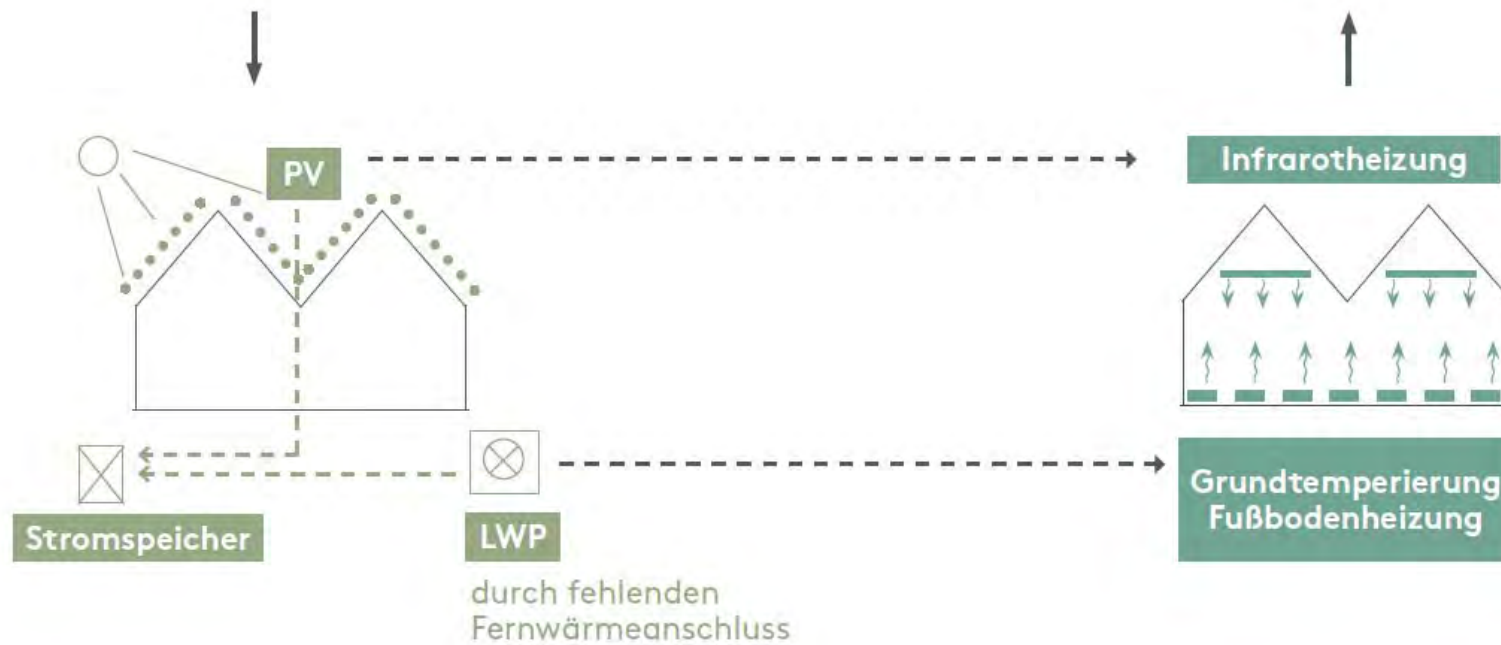 PV
Infrarotheizung
Stromspeicher
LWP
durch fehlenden
Fernwärmeanschluss
Grundtemperierung
Fußbodenheizung